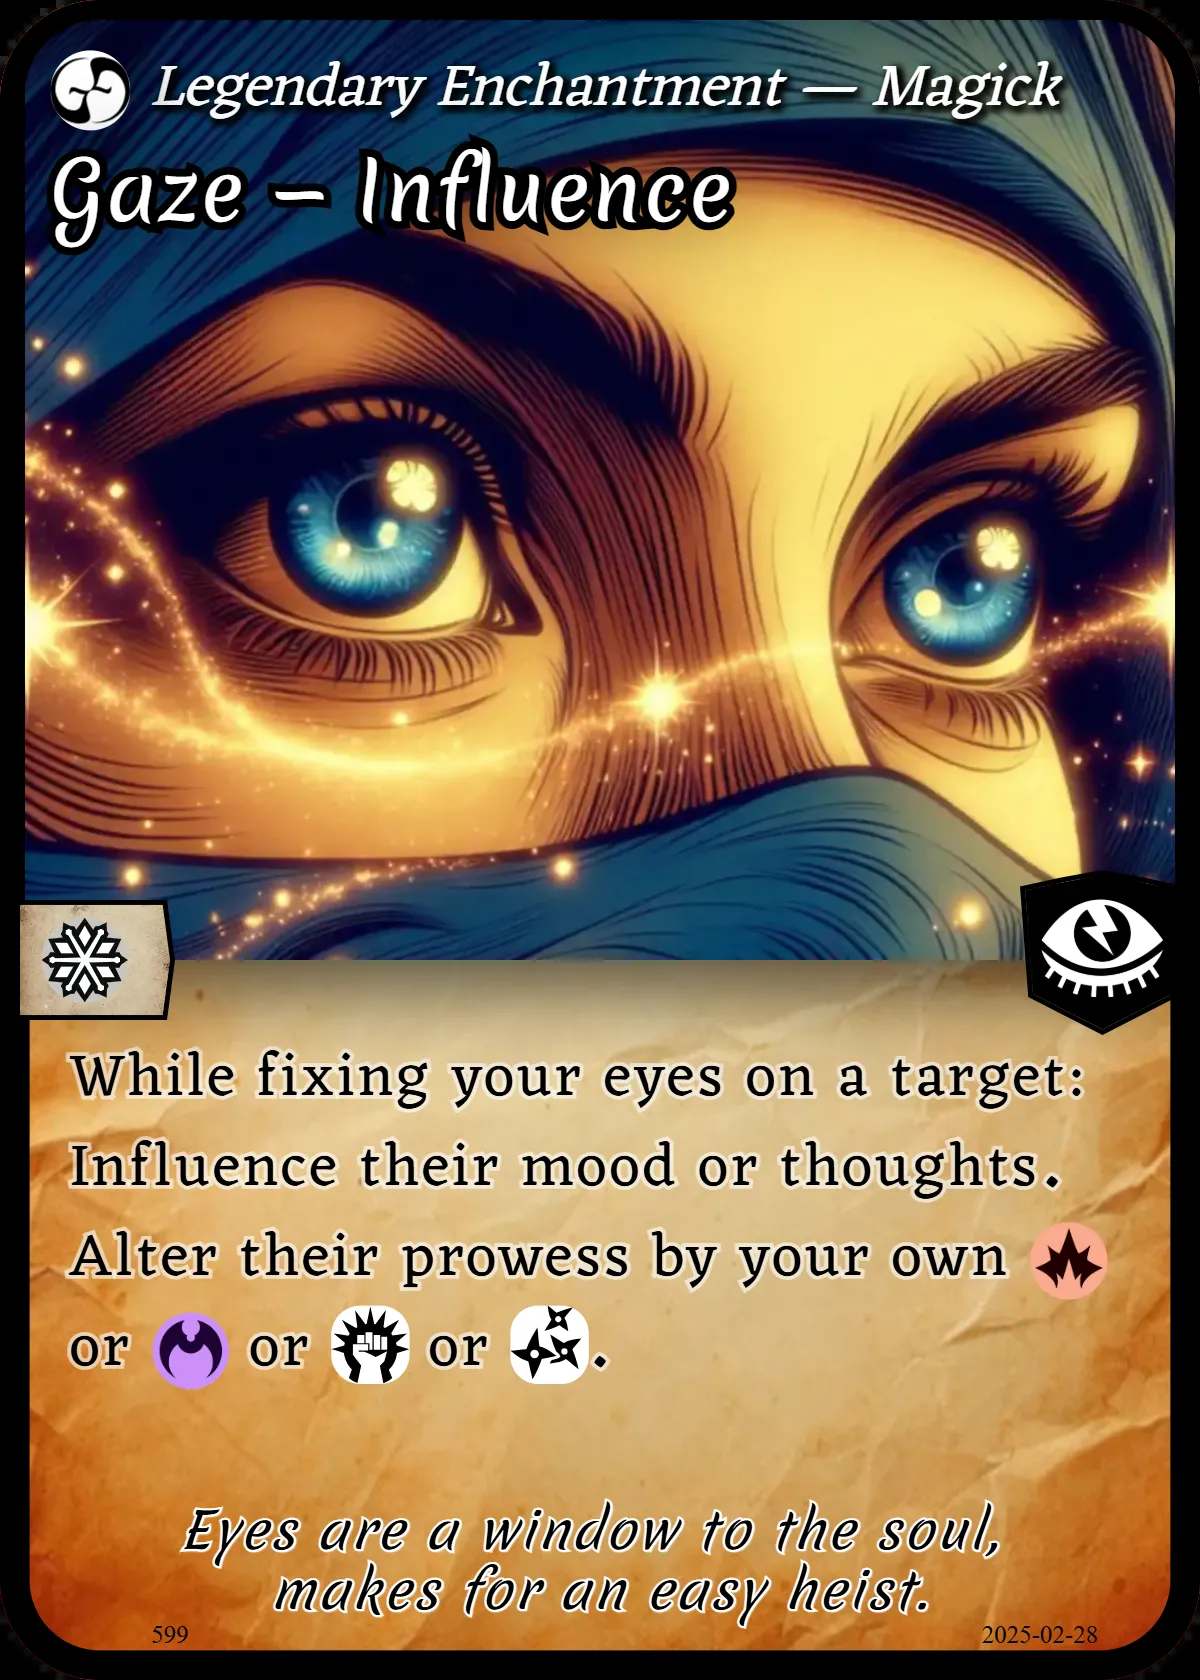 Legendary Enchantment — Magick
Gaze – Influence
While fixing your eyes on a target:
Influence their mood or thoughts.
Alter their prowess by your own
or or or .
Eyes are a window to the soul,
makes for an easy heist.
599
2025-02-28